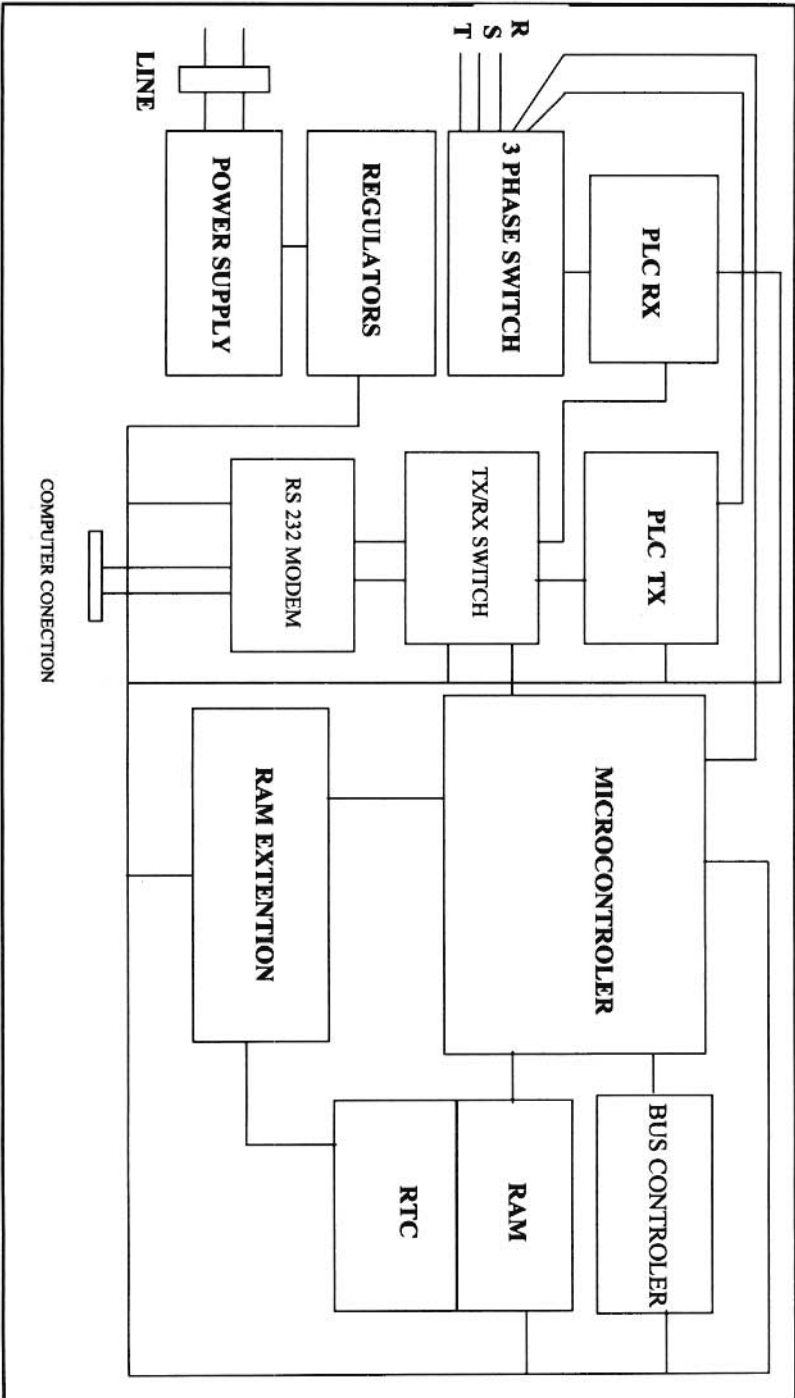 R
S
T
3 PHASE SWITCH
PLC RX
REGULATORS
POWER SUPPLY
LINE
PLC TX
TX/RX SWITCH
RS 232 MODEM
COMPUTER CONECTION
MICROCONTROLER
RAM EXTENTION
BUS CONTROLER
RAM
RTC